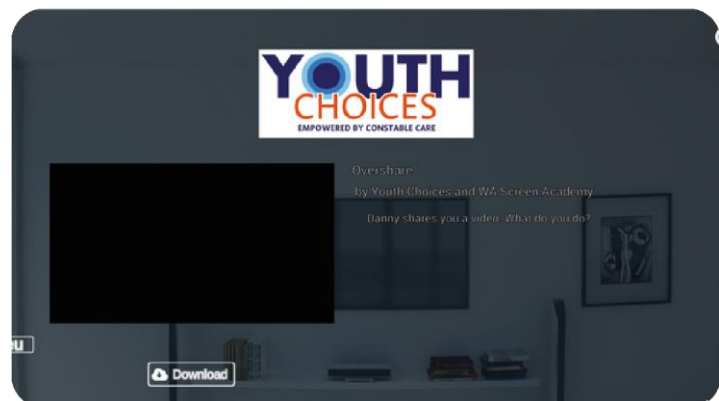 YOUTH
CHOICES
EMPOWERED BY CONSTABLE CARE
Overshare
by Youth Choices and WA Screen Academy
Danny shares you a video. What do you do?
Download